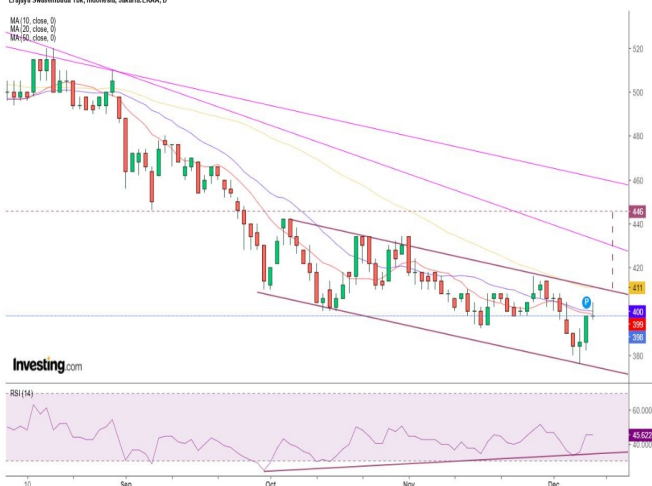 Erajaya Swasembada Tbk, Indonesia, Jakarta:ERAA, D
MA (10, close, 0)
MA (20, close, 0)
MA (50, close, 0)
520
500
480
460
446
440
420
411
400
399
398
380
P
Investing.com
RSI (14)
60.000
45.622
40.000
10
Sep
Oct
Nov
Dec